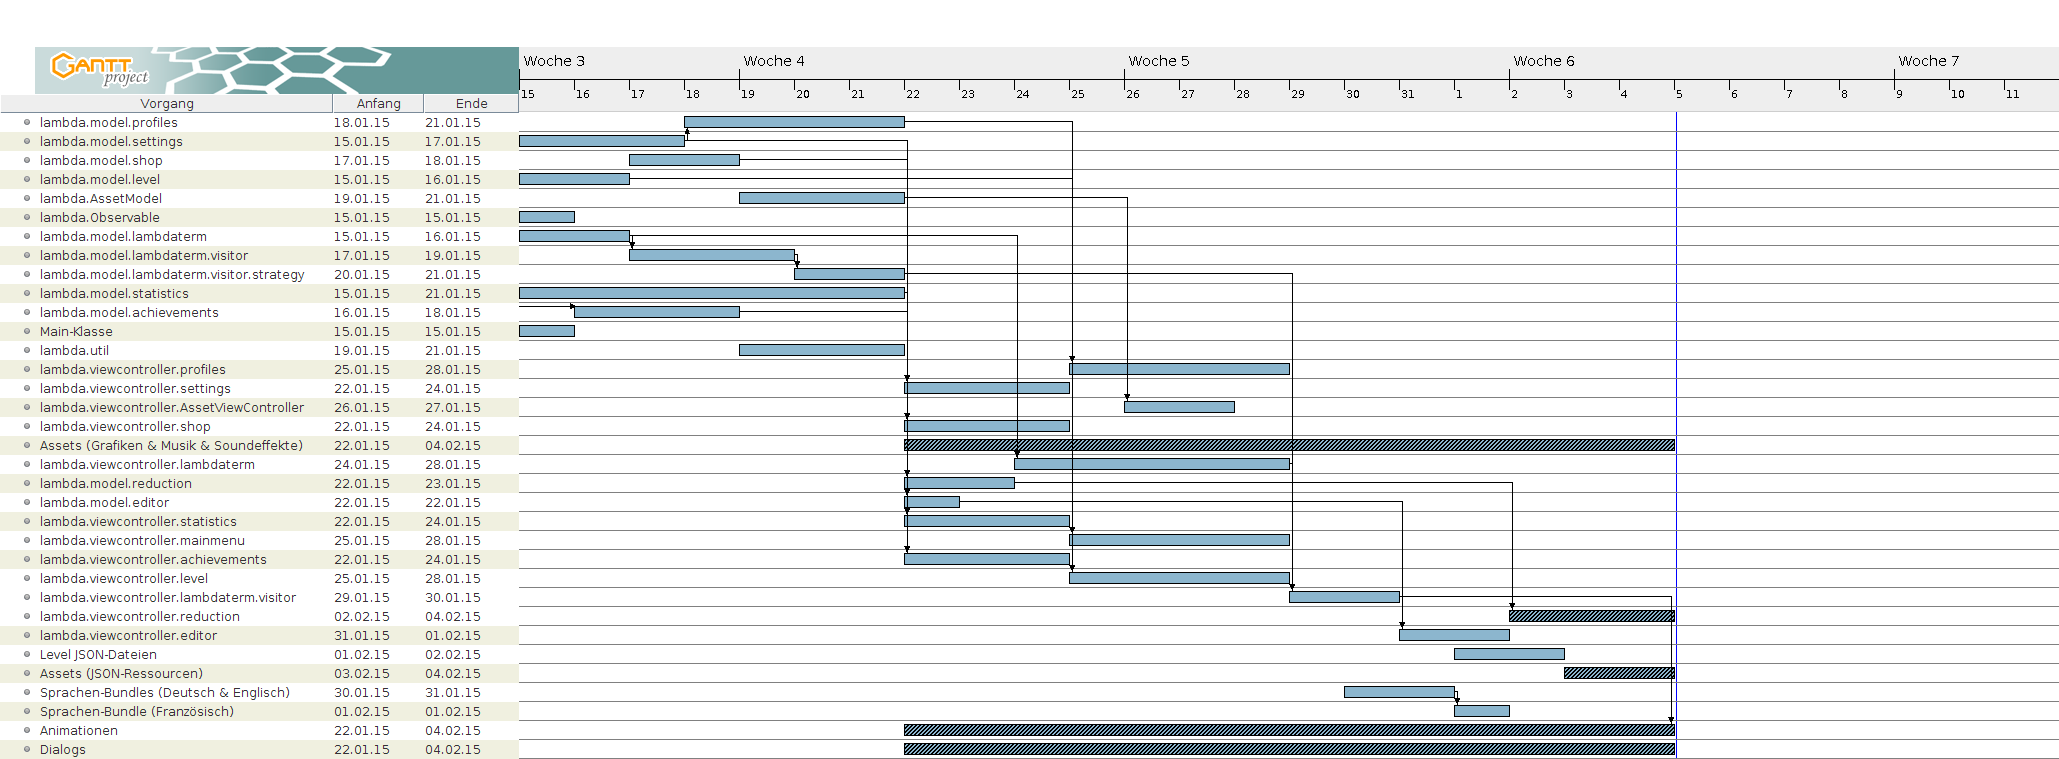 GANTT
project
Woche 3 Woche 4 Woche 5 Woche 6 Woche 7
15 16 17 18 19 20 21 22 23 24 25 26 27 28 29 30 31 1 2 3 4 5 6 7 8 9 10 11
Vorgang Anfang Ende
lambda.model.profiles 18.01.15 21.01.15
lambda.model.settings 15.01.15 17.01.15
lambda.model.shop 17.01.15 18.01.15
lambda.model.level 15.01.15 16.01.15
lambda.AssetModel 19.01.15 21.01.15
lambda.Observable 15.01.15 15.01.15
lambda.model.lambdaterm 15.01.15 16.01.15
lambda.model.lambdaterm.visitor 17.01.15 19.01.15
lambda.model.lambdaterm.visitor.strategy 20.01.15 21.01.15
lambda.model.statistics 15.01.15 21.01.15
lambda.model.achievements 16.01.15 18.01.15
Main-Klasse 15.01.15 15.01.15
lambda.util 19.01.15 21.01.15
lambda.viewcontroller.profiles 25.01.15 28.01.15
lambda.viewcontroller.settings 22.01.15 24.01.15
lambda.viewcontroller.AssetViewController 26.01.15 27.01.15
lambda.viewcontroller.shop 22.01.15 24.01.15
Assets (Grafiken & Musik & Soundeffekte) 22.01.15 04.02.15
lambda.viewcontroller.lambdaterm 24.01.15 28.01.15
lambda.model.reduction 22.01.15 23.01.15
lambda.model.editor 22.01.15 22.01.15
lambda.viewcontroller.statistics 22.01.15 24.01.15
lambda.viewcontroller.mainmenu 25.01.15 28.01.15
lambda.viewcontroller.achievements 22.01.15 24.01.15
lambda.viewcontroller.level 25.01.15 28.01.15
lambda.viewcontroller.lambdaterm.visitor 29.01.15 30.01.15
lambda.viewcontroller.reduction 02.02.15 04.02.15
lambda.viewcontroller.editor 31.01.15 01.02.15
Level JSON-Dateien 01.02.15 02.02.15
Assets (JSON-Ressourcen) 03.02.15 04.02.15
Sprachen-Bundles (Deutsch & Englisch) 30.01.15 31.01.15
Sprachen-Bundle (Französisch) 01.02.15 01.02.15
Animationen 22.01.15 04.02.15
Dialogs 22.01.15 04.02.15